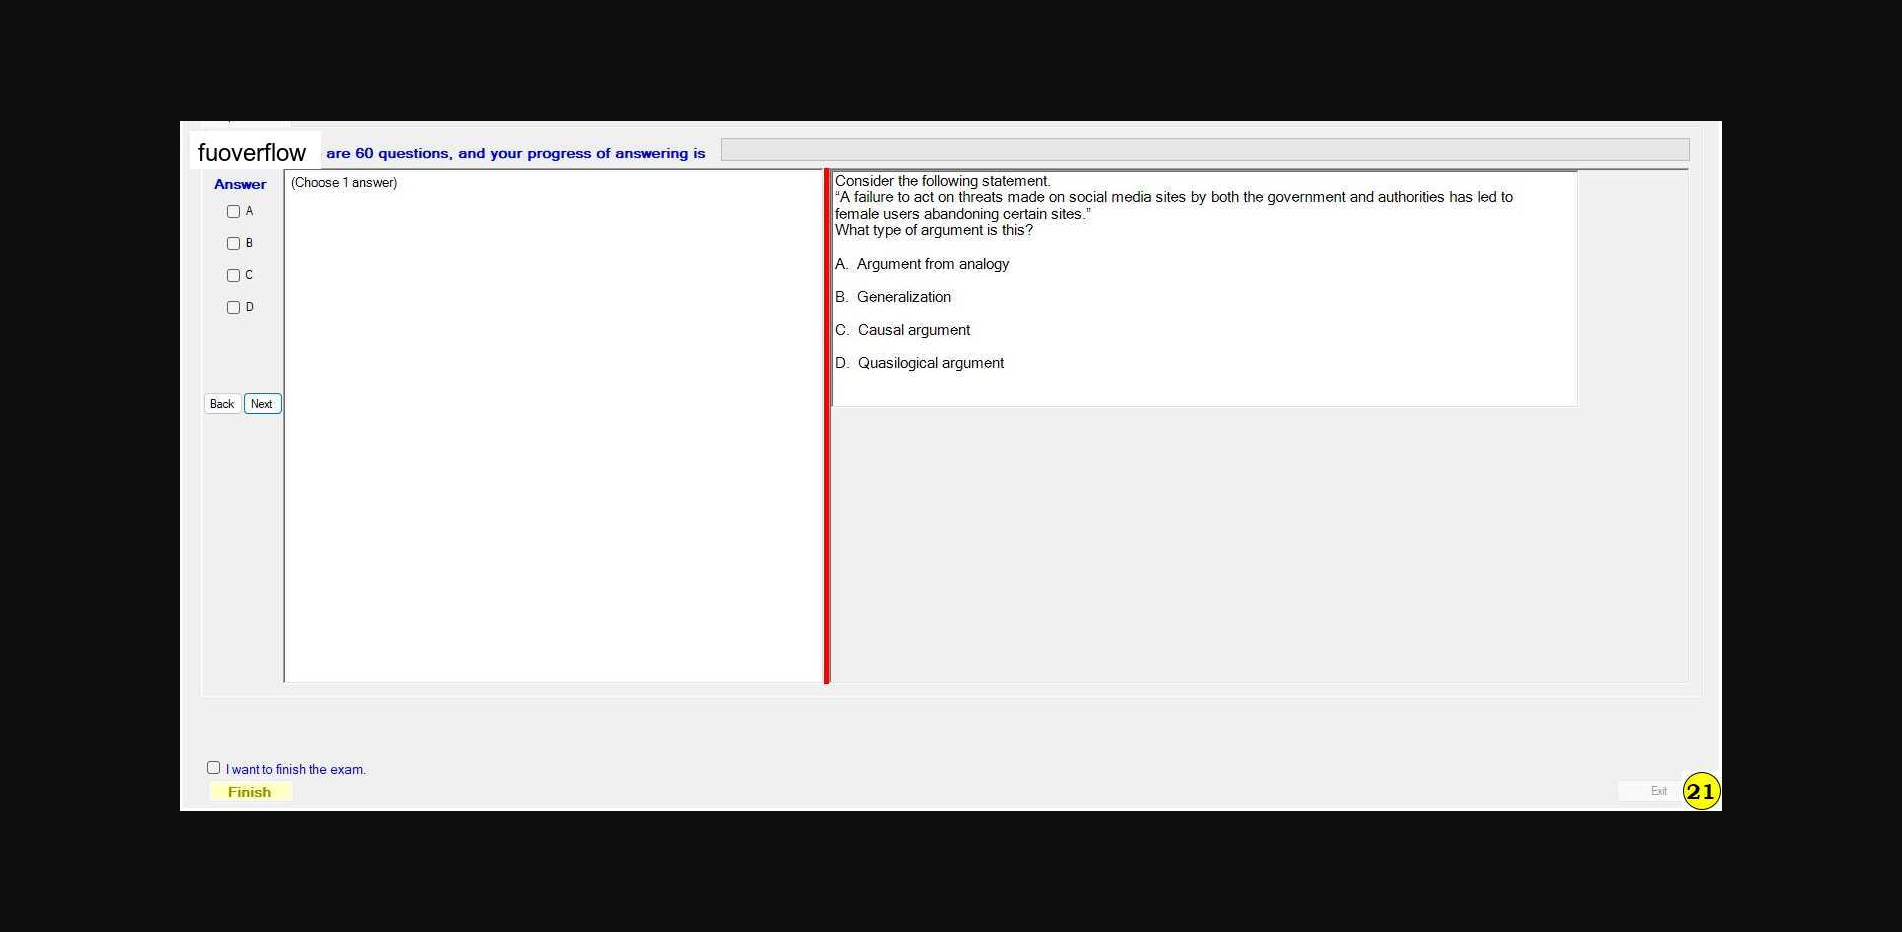 fuoverflow are 60 questions, and your progress of answering is
Answer
A
B
C
D
Back Next
(Choose 1 answer)
Consider the following statement.
“A failure to act on threats made on social media sites by both the government and authorities has led to
female users abandoning certain sites.”
What type of argument is this?
A. Argument from analogy
B. Generalization
C. Causal argument
D. Quasilogical argument
I want to finish the exam.
Finish
Exit
21